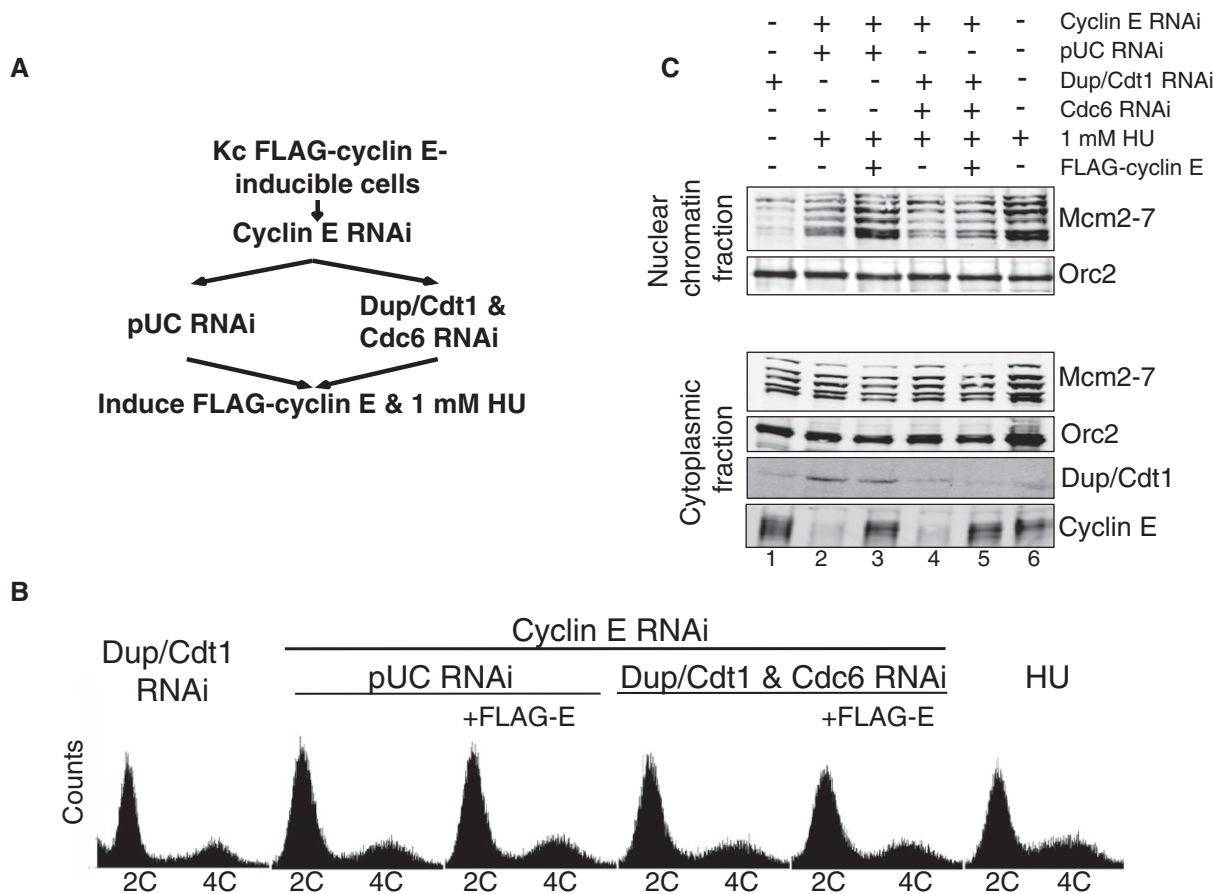 A
Kc FLAG-cyclin E-
inducible cells
Cyclin E RNAi
pUC RNAi
Dup/Cdt1 &
Cdc6 RNAi
Induce FLAG-cyclin E & 1 mM HU
C
- + + + + - Cyclin E RNAi
- + + - - - pUC RNAi
+ - - + + - Dup/Cdt1 RNAi
- - - + + - Cdc6 RNAi
- + + + + + 1 mM HU
- - + - + - FLAG-cyclin E
Nuclear
chromatin
fraction
Mcm2-7
Orc2
Cytoplasmic
fraction
Mcm2-7
Orc2
Dup/Cdt1
Cyclin E
1 2 3 4 5 6
B
Cyclin E RNAi
Dup/Cdt1
RNAi
pUC RNAi
Dup/Cdt1 & Cdc6 RNAi
HU
+FLAG-E
+FLAG-E
Counts
2C 4C 2C 4C 2C 4C 2C 4C 2C 4C 2C 4C